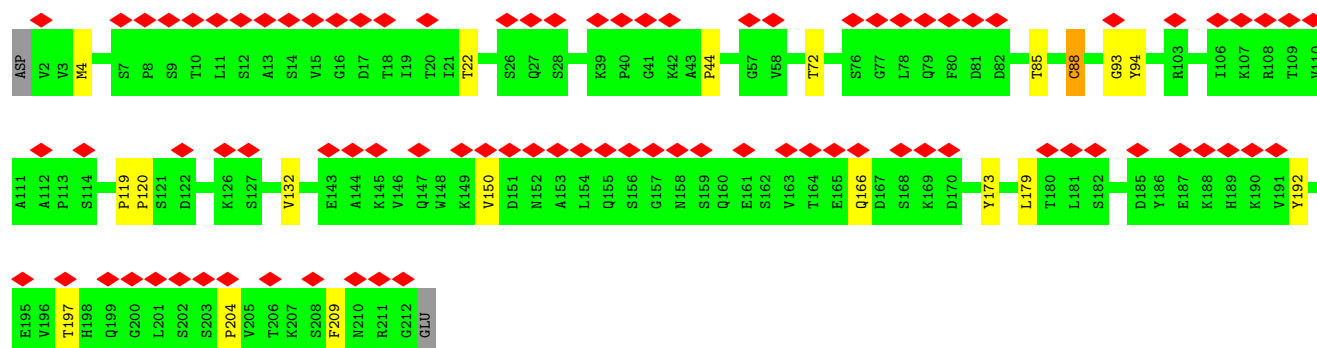 ASP V2 V3 M4 S7 P8 S9 T10 L11 S12 A13 S14 V15 G16 D17 T18 I19 T20 I21 T22 S26 Q27 S28 K39 P40 G41 K42 A43 P44 G57 V58 T72 S76 G77 L78 Q79 F80 D81 D82 T85 C88 G93 Y94 R103 I106 K107 R108 T109 V110
A111 A112 P113 S114 P119 P120 S121 D122 K126 S127 V132 E143 A144 K145 V146 Q147 W148 K149 V150 D151 N152 A153 L154 Q155 S156 G157 N158 S159 Q160 E161 S162 V163 T164 E165 Q166 D167 S168 K169 D170 Y173 L179 T180 L181 S182 D185 Y186 E187 K188 H189 K190 V191 Y192
E195 V196 T197 H198 Q199 G200 L201 S202 S203 P204 V205 T206 K207 S208 F209 N210 R211 G212 GLU